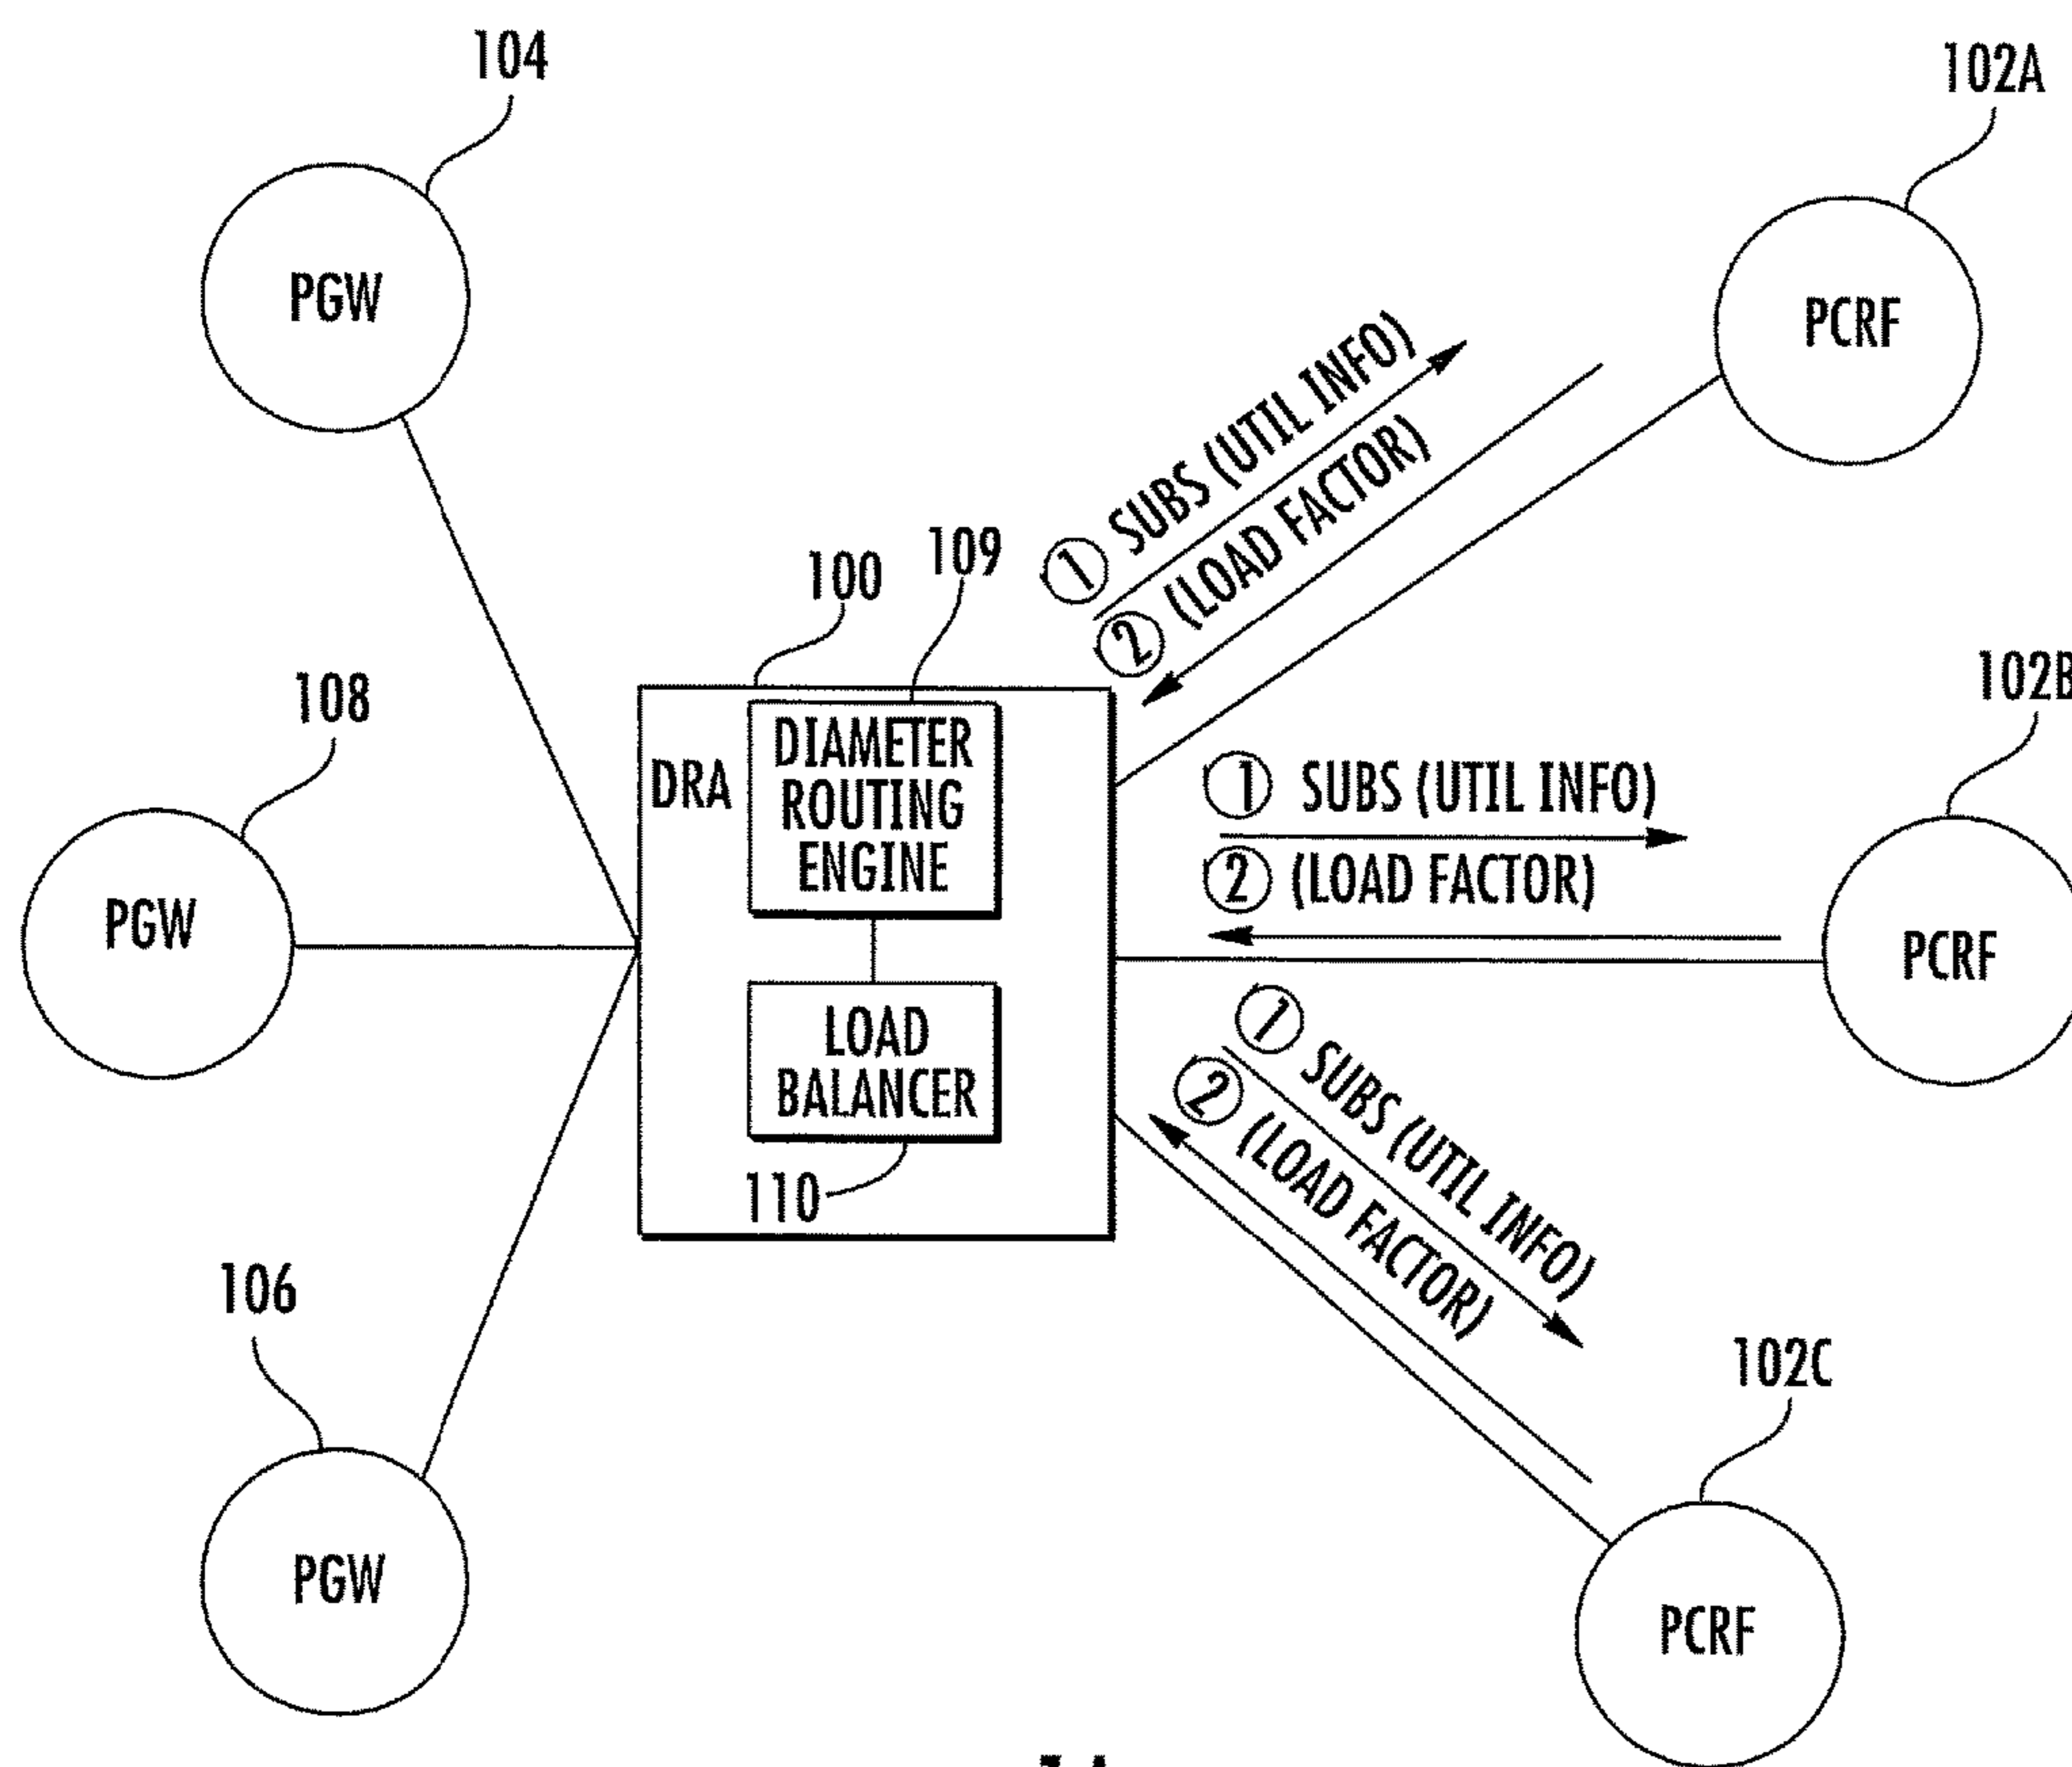 104
102A
PGW
PCRF
① SUBS (UTIL INFO)
② (LOAD FACTOR)
109
100
108
102B
DRA
DIAMETER
ROUTING
ENGINE
① SUBS (UTIL INFO)
② (LOAD FACTOR)
PGW
PCRF
LOAD
BALANCER
① SUBS (UTIL INFO)
② (LOAD FACTOR)
110
106
102C
PGW
PCRF